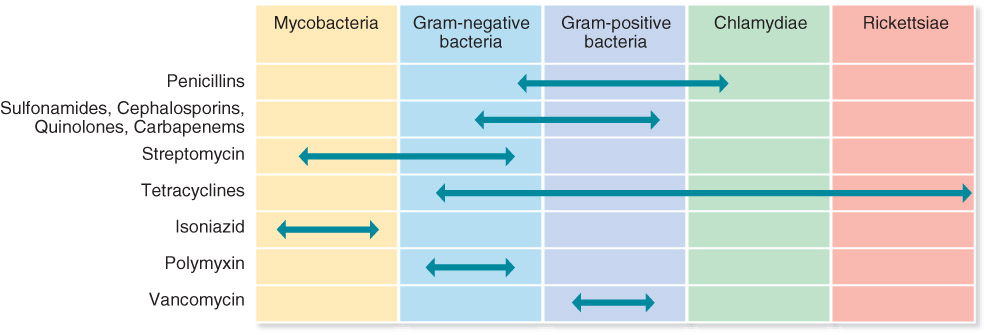 Mycobacteria
Gram-negative
bacteria
Gram-positive
bacteria
Chlamydiae
Rickettsiae
Penicillins
Sulfonamides, Cephalosporins,
Quinolones, Carbapenems
Streptomycin
Tetracyclines
Isoniazid
Polymyxin
Vancomycin